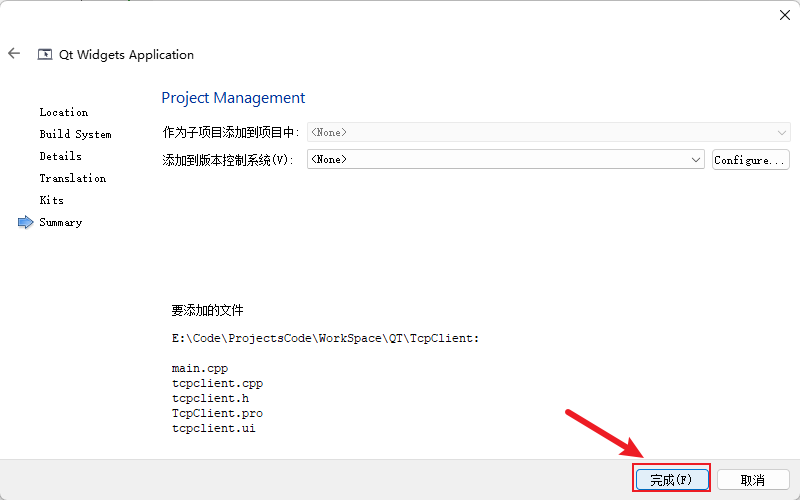 Qt Widgets Application
Location
Build System
Details
Translation
Kits
Summary
Project Management
作为子项目添加到项目中: <None>
添加到版本控制系统(V): <None> Configure...
要添加的文件
E:\Code\ProjectsCode\WorkSpace\QT\TcpClient:
main.cpp
tcpclient.cpp
tcpclient.h
TcpClient.pro
tcpclient.ui
完成(F) 取消